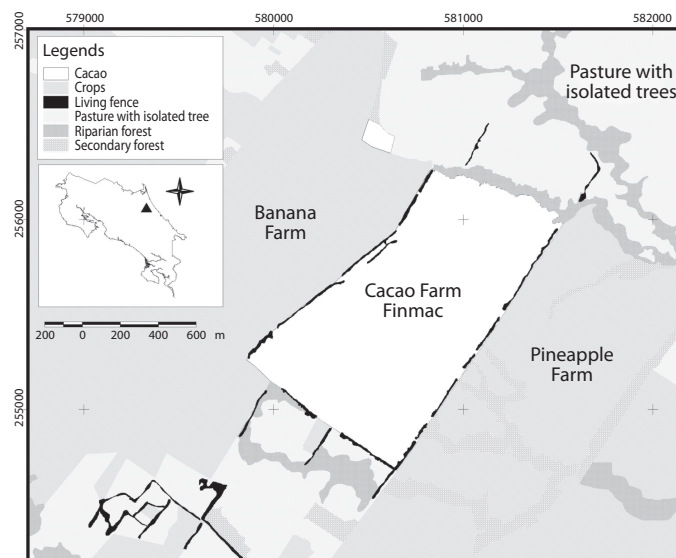 579000 580000 581000 582000
257000
256000
255000
Legends
Cacao
Crops
Living fence
Pasture with isolated tree
Riparian forest
Secondary forest
200 0 200 400 600 m
Pasture with
isolated trees
Banana
Farm
Cacao Farm
Finmac
Pineapple
Farm